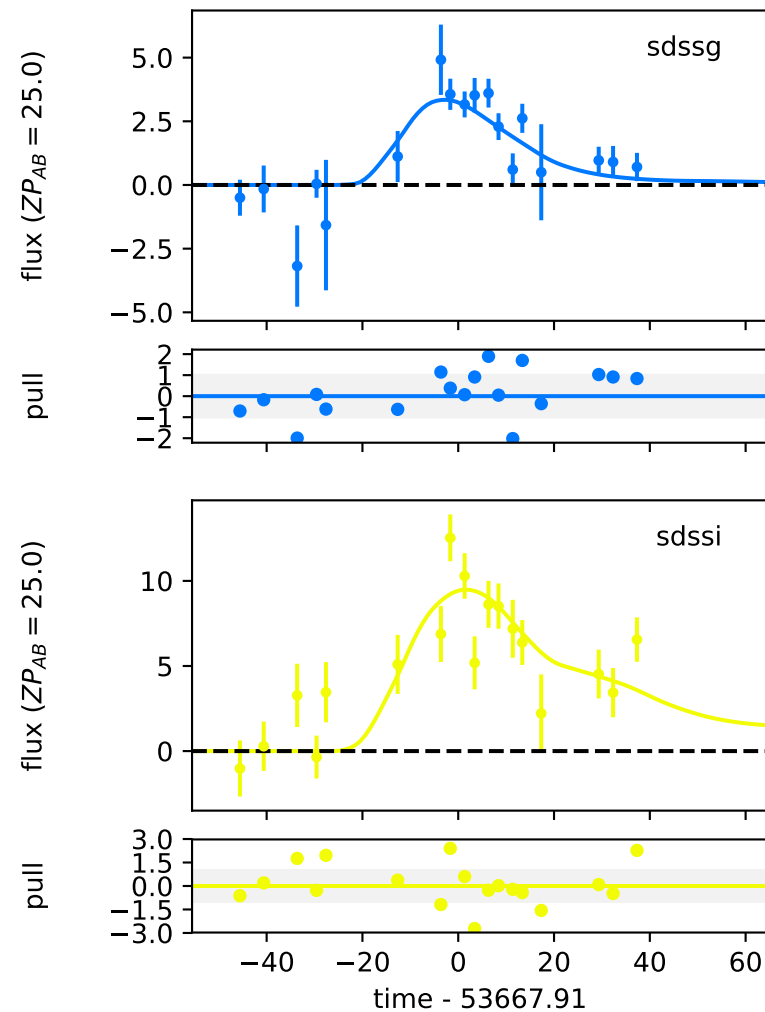 sdssg
flux (ZP_AB = 25.0)
5.0
2.5
0.0
−2.5
−5.0
pull
2
1
0
−1
−2
sdssi
flux (ZP_AB = 25.0)
10
5
0
pull
3.0
1.5
0.0
−1.5
−3.0
−40 −20 0 20 40 60
time - 53667.91